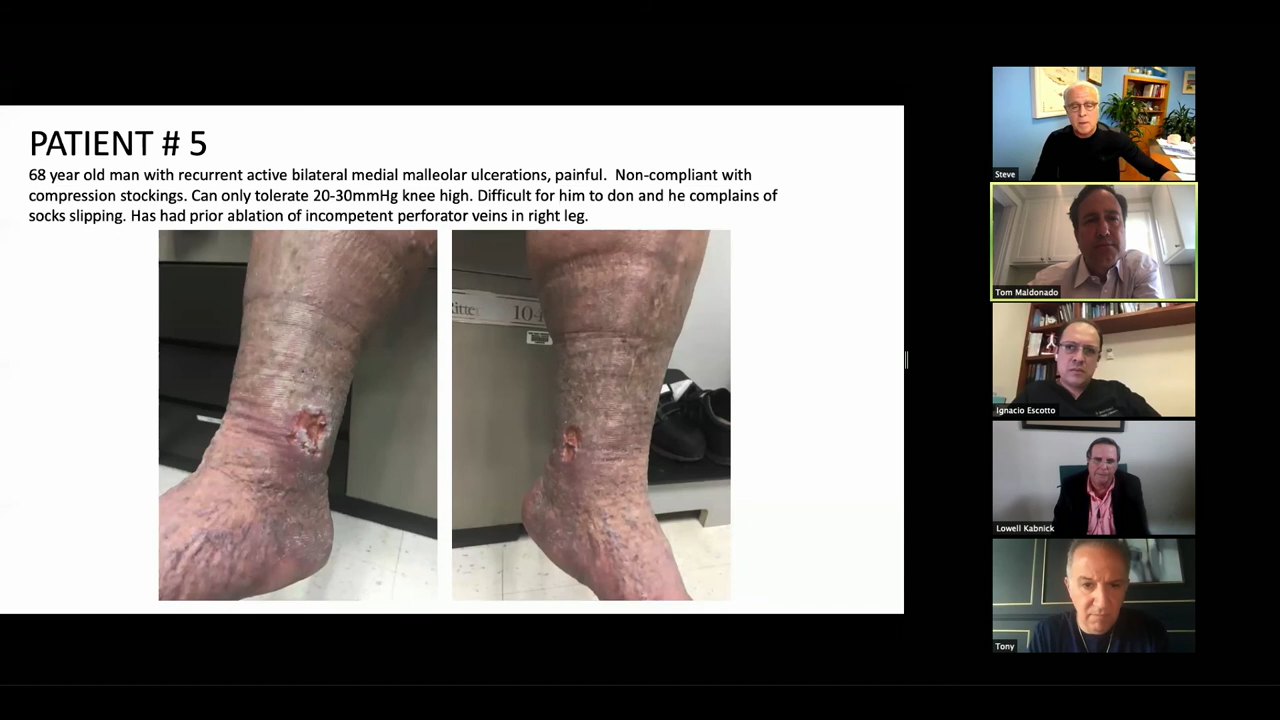 PATIENT # 5
68 year old man with recurrent active bilateral medial malleolar ulcerations, painful.  Non-compliant with
compression stockings. Can only tolerate 20-30mmHg knee high. Difficult for him to don and he complains of
socks slipping. Has had prior ablation of incompetent perforator veins in right leg.
Steve
Tom Maldonado
Ignacio Escotto
Lowell Kabnick
Tony